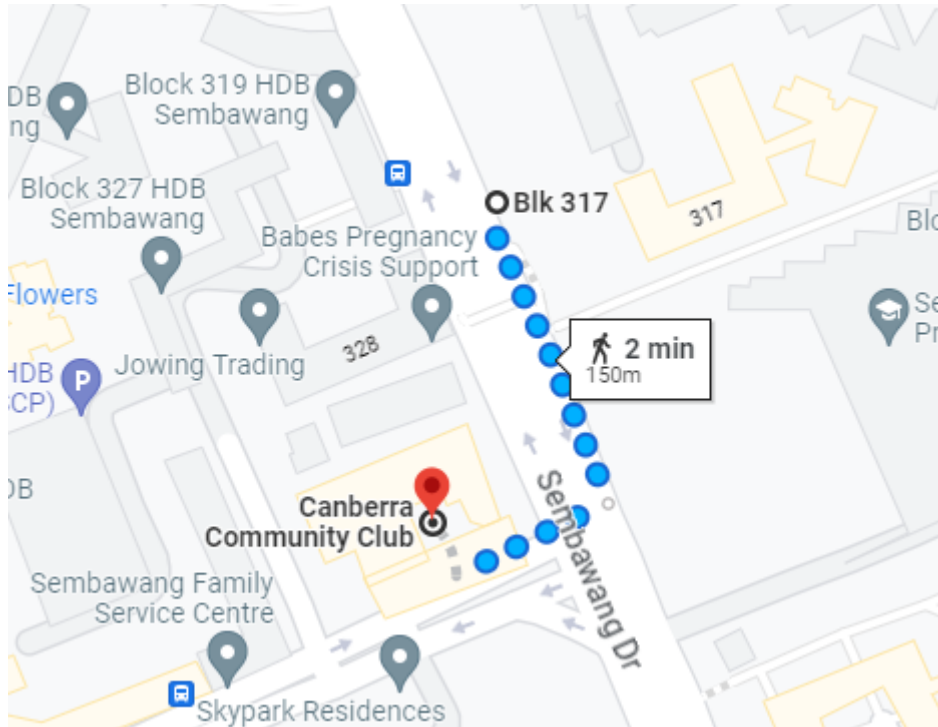 Block 319 HDB
Sembawang
DB
ng
Block 327 HDB
Sembawang
Blk 317
317
Babes Pregnancy
Crisis Support
Blo
Flowers
Se
Pr
2 min
150m
328
Jowing Trading
HDB
CP)
P
DB
Canberra
Community Club
Sembawang Dr
Sembawang Family
Service Centre
Skypark Residences